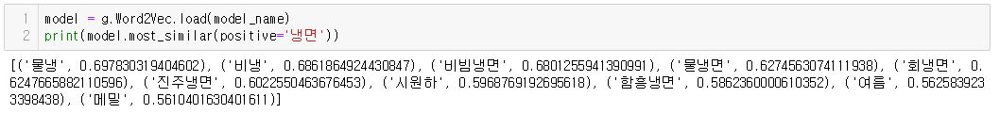 1 model = g.Word2Vec.load(model_name)
2 print(model.most_similar(positive='냉면'))
[('물냉', 0.697830319404602), ('비냉', 0.6861864924430847), ('비빔냉면', 0.6801255941390991), ('물냉면', 0.6274563074111938), ('회냉면', 0.
6247665882110596), ('진주냉면', 0.6022550463676453), ('시원하', 0.5968769192695618), ('함흥냉면', 0.5862360000610352), ('여름', 0.562583923
3398438), ('메밀', 0.5610401630401611)]